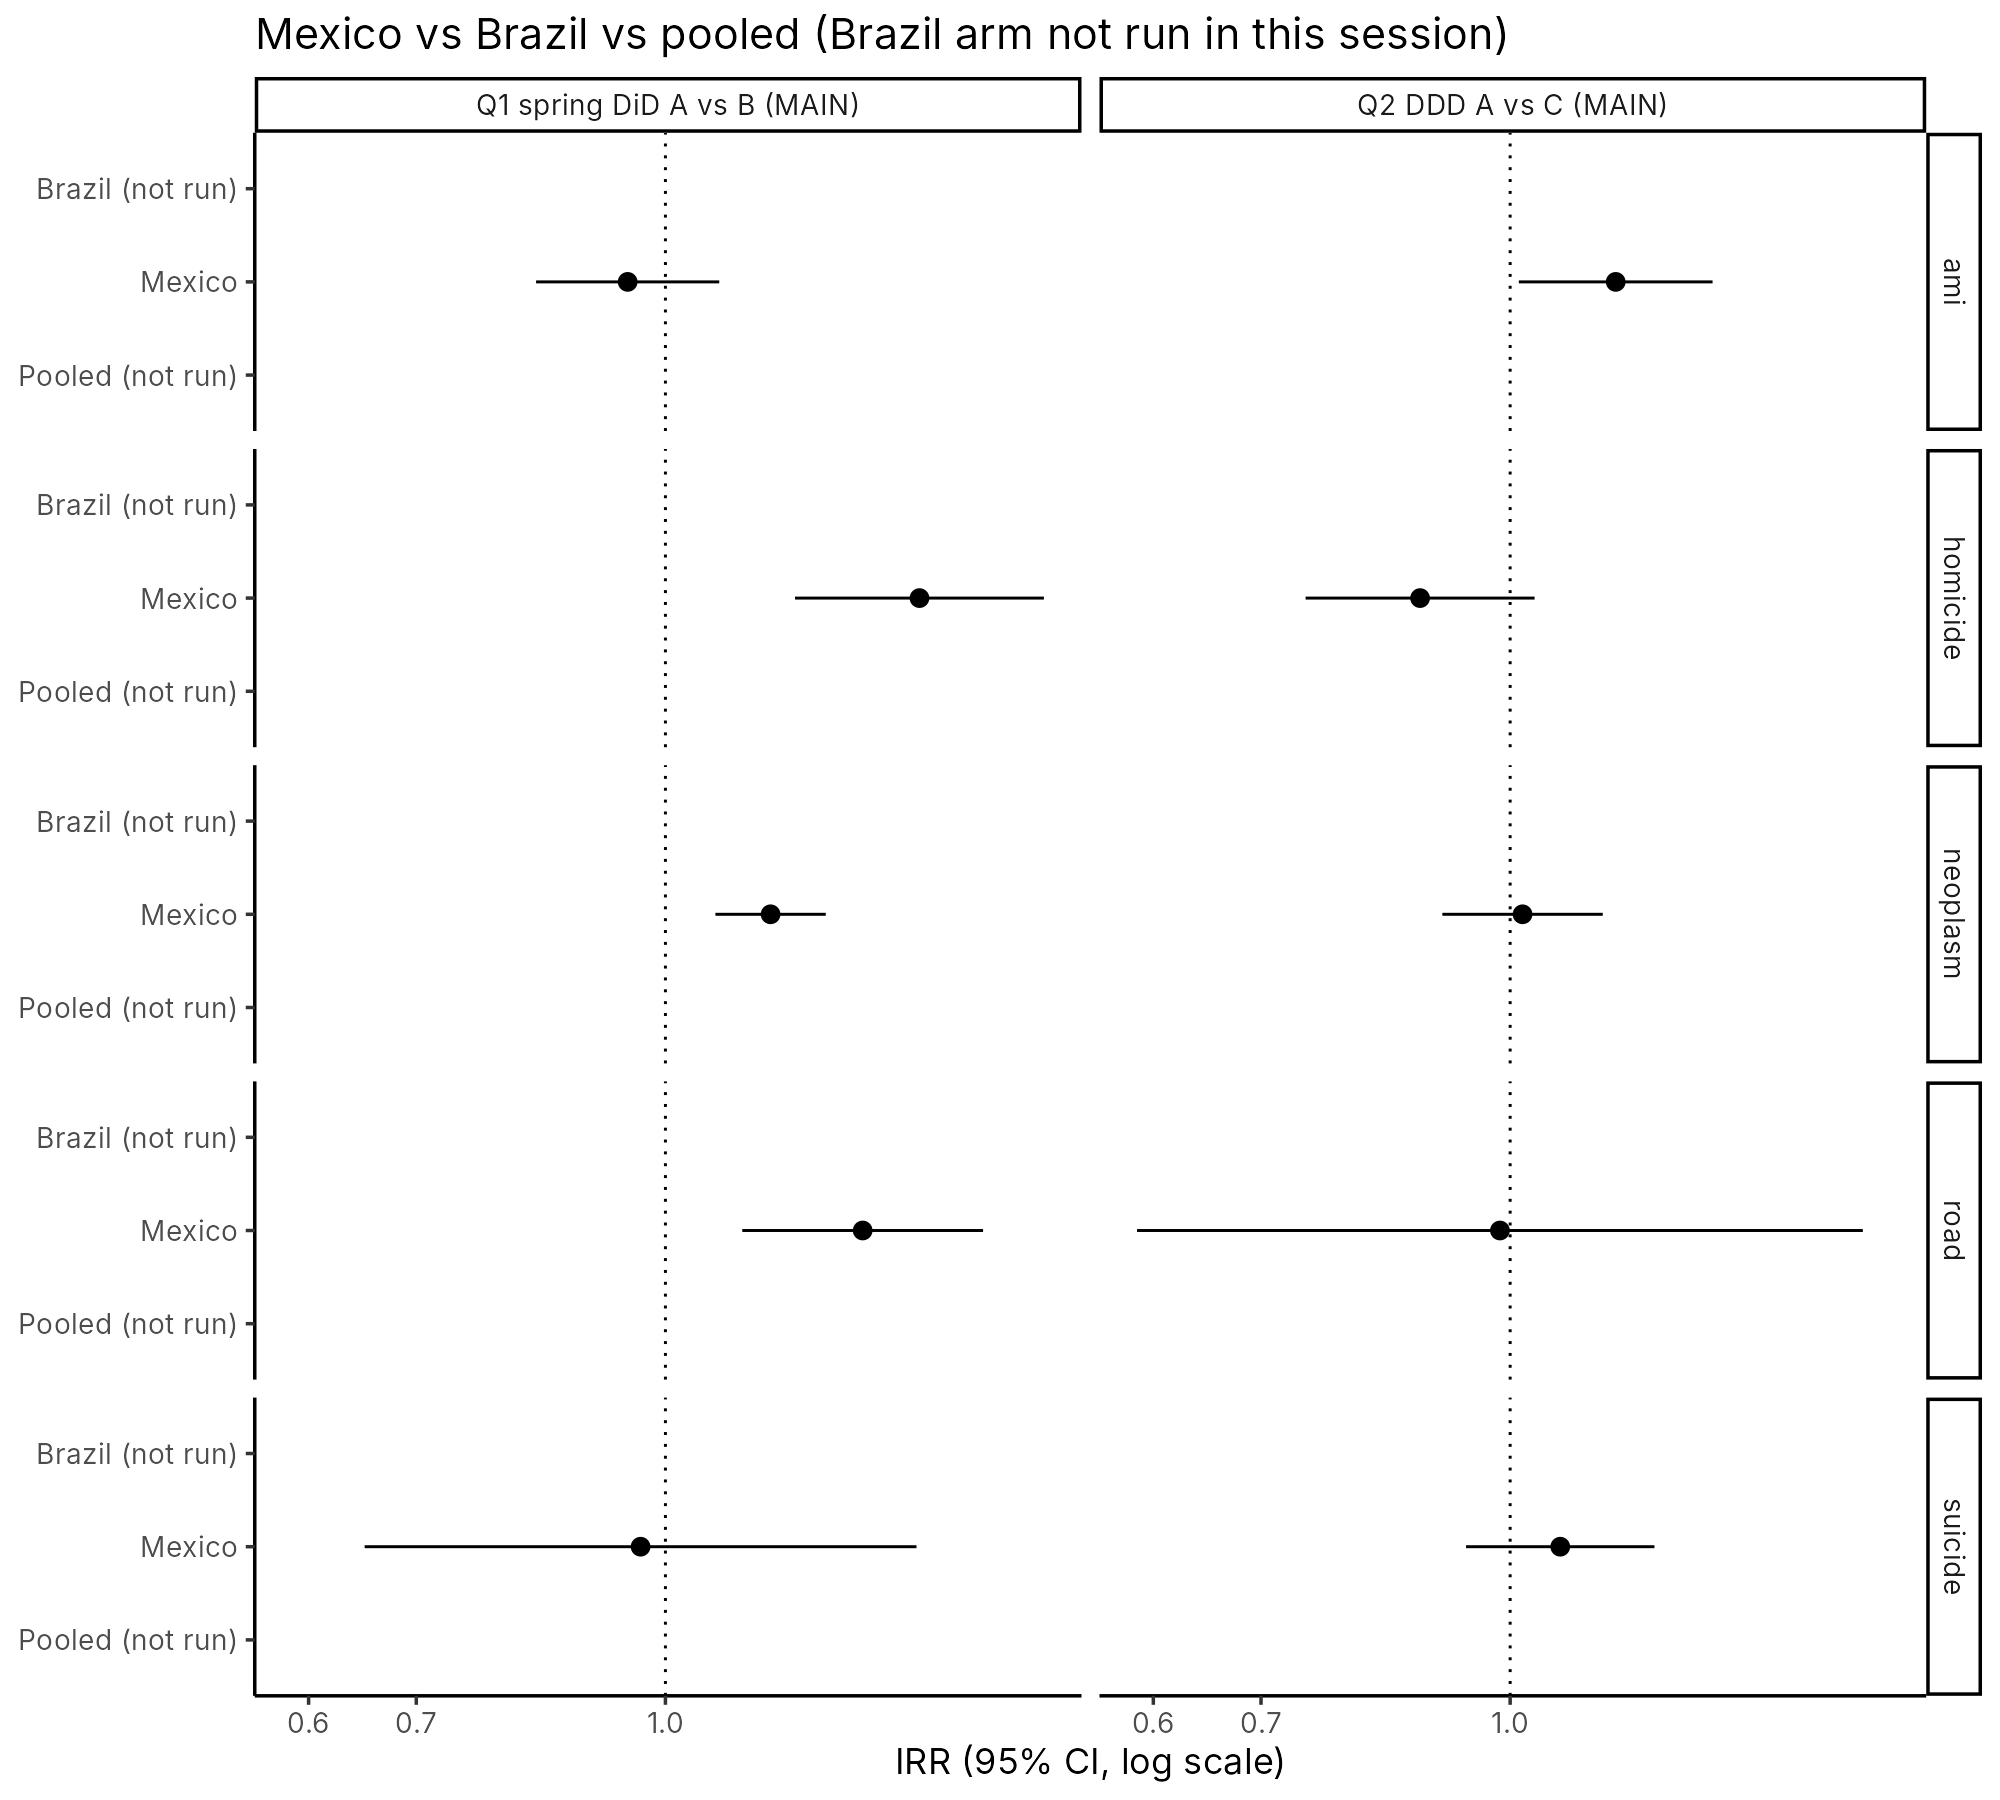 Mexico vs Brazil vs pooled (Brazil arm not run in this session)
Q1 spring DiD A vs B (MAIN)
Q2 DDD A vs C (MAIN)
Brazil (not run)
Mexico
Pooled (not run)
ami
Brazil (not run)
Mexico
Pooled (not run)
homicide
Brazil (not run)
Mexico
Pooled (not run)
neoplasm
Brazil (not run)
Mexico
Pooled (not run)
road
Brazil (not run)
Mexico
Pooled (not run)
suicide
0.6 0.7 1.0
0.6 0.7 1.0
IRR (95% CI, log scale)